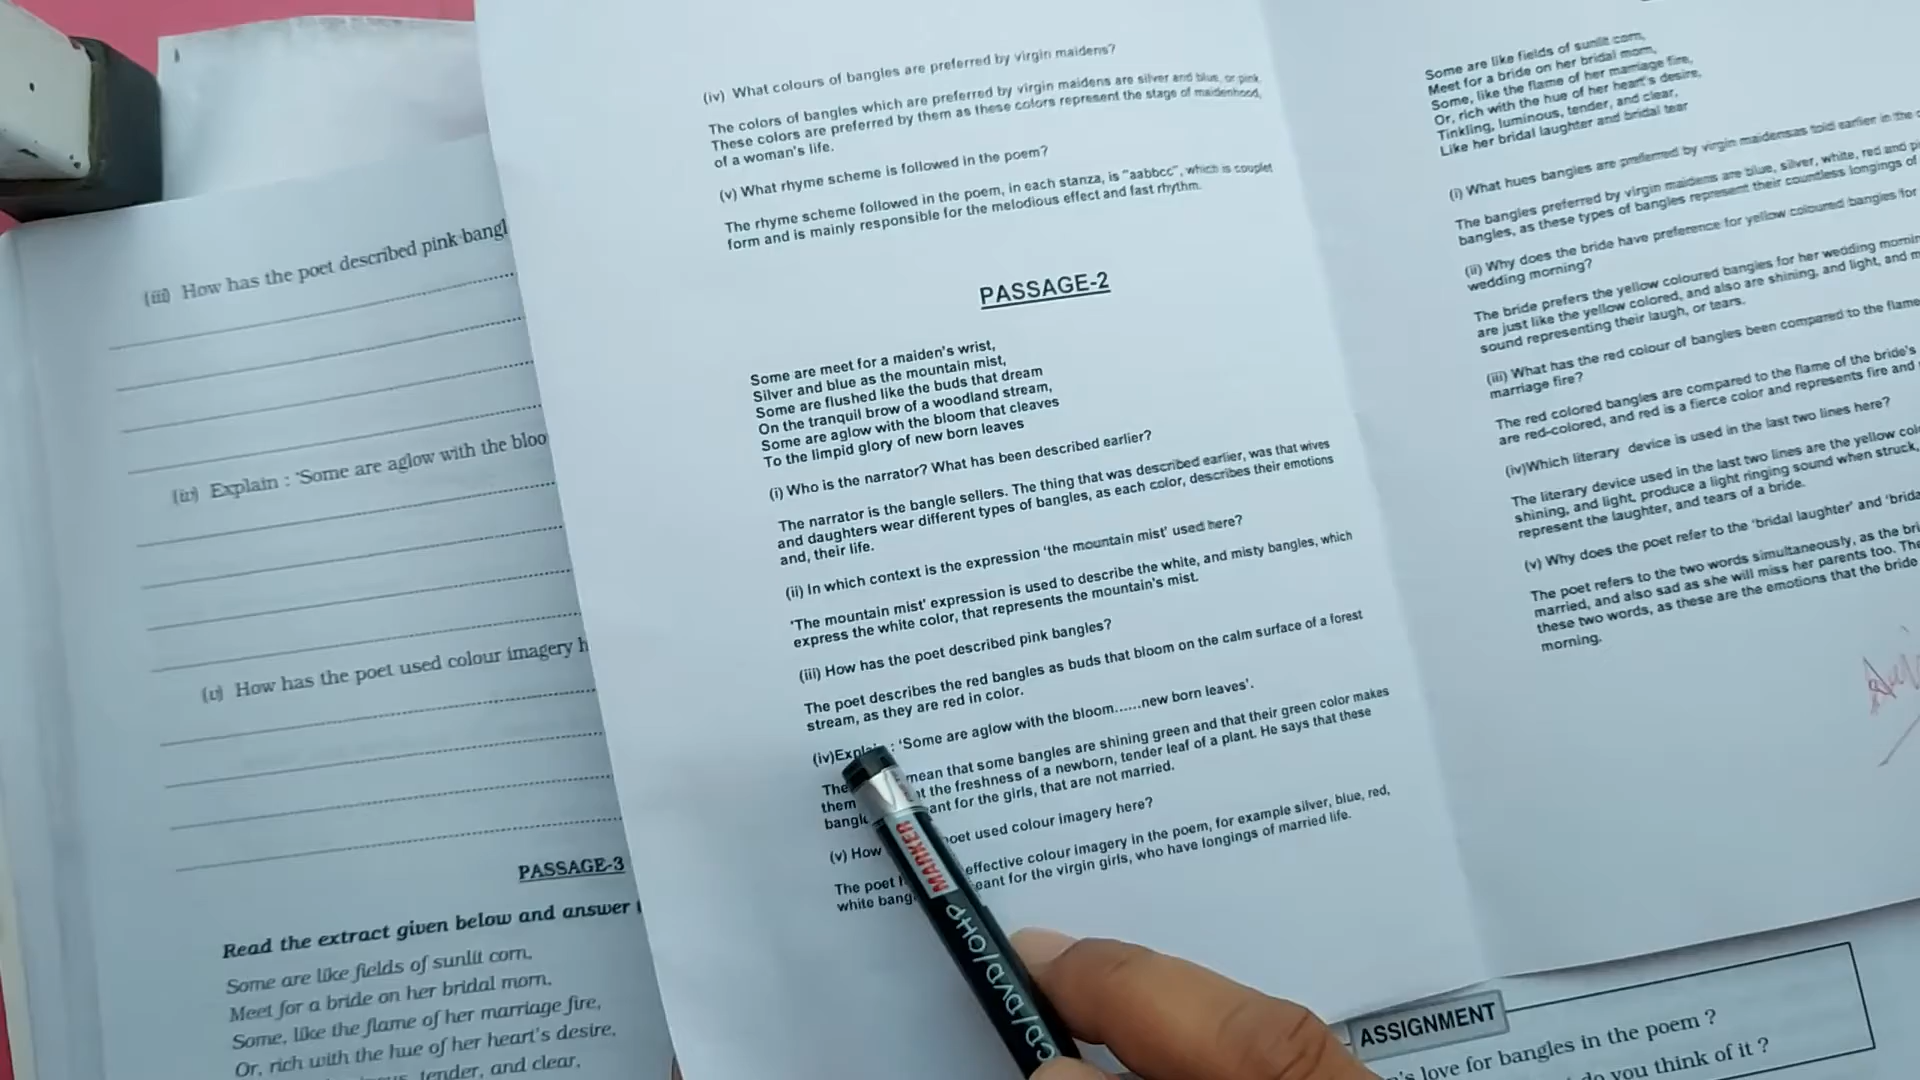 (iii) How has the poet described pink bangl
(iv) Explain : 'Some are aglow with the bloo
(v) How has the poet used colour imagery h
PASSAGE-3
Read the extract given below and answer
Some are like fields of sunlit corn,
Meet for a bride on her bridal morn,
Some, like the flame of her marriage fire,
Or, rich with the hue of her heart's desire,
tender, and clear,
(iv) What colours of bangles are preferred by virgin maidens?
The colors of bangles which are preferred by virgin maidens are silver and blue, or pink.
These colors are preferred by them as these colors represent the stage of maidenhood,
of a woman's life.
(v) What rhyme scheme is followed in the poem?
The rhyme scheme followed in the poem, in each stanza, is "aabbcc", which is couplet
form and is mainly responsible for the melodious effect and fast rhythm.
PASSAGE-2
Some are meet for a maiden's wrist,
Silver and blue as the mountain mist,
Some are flushed like the buds that dream
On the tranquil brow of a woodland stream,
Some are aglow with the bloom that cleaves
To the limpid glory of new born leaves
(i) Who is the narrator? What has been described earlier?
The narrator is the bangle sellers. The thing that was described earlier, was that wives
and daughters wear different types of bangles, as each color, describes their emotions
and, their life.
(ii) In which context is the expression 'the mountain mist' used here?
'The mountain mist' expression is used to describe the white, and misty bangles, which
express the white color, that represents the mountain's mist.
(iii) How has the poet described pink bangles?
The poet describes the red bangles as buds that bloom on the calm surface of a forest
stream, as they are red in color.
(iv)Explain : 'Some are aglow with the bloom......new born leaves'.
The mean that some bangles are shining green and that their green color makes
them the freshness of a newborn, tender leaf of a plant. He says that these
bangle ant for the girls, that are not married.
(v) How poet used colour imagery here?
The poet effective colour imagery in the poem, for example silver, blue, red,
white bang eant for the virgin girls, who have longings of married life.
MARKER
CD/DVD/OHP
Some are like fields of sunlit corn,
Meet for a bride on her bridal morn,
Some, like the flame of her marriage fire,
Or, rich with the hue of her heart's desire,
Tinkling, luminous, tender, and clear,
Like her bridal laughter and bridal tear
(i) What hues bangles are preferred by virgin maidensas told earlier in the
The bangles preferred by virgin maidens are blue, silver, white, red and
bangles, as these types of bangles represent their countless longings of
(ii) Why does the bride have preference for yellow coloured bangles for
wedding morning?
The bride prefers the yellow coloured bangles for her wedding
are just like the yellow colored, and also are shining, and light, and
sound representing their laugh, or tears.
(iii) What has the red colour of bangles been compared to the flame
marriage fire?
The red colored bangles are compared to the flame of the bride's
are red-colored, and red is a fierce color and represents fire and
(iv)Which literary device is used in the last two lines here?
The literary device used in the last two lines are the yellow
shining, and light, produce a light ringing sound when struck,
represent the laughter, and tears of a bride.
(v) Why does the poet refer to the 'bridal laughter' and
The poet refers to the two words simultaneously, as the
married, and also sad as she will miss her parents too.
these two words, as these are the emotions that the bride
morning.
ASSIGNMENT
's love for bangles in the poem ?
do you think of it ?